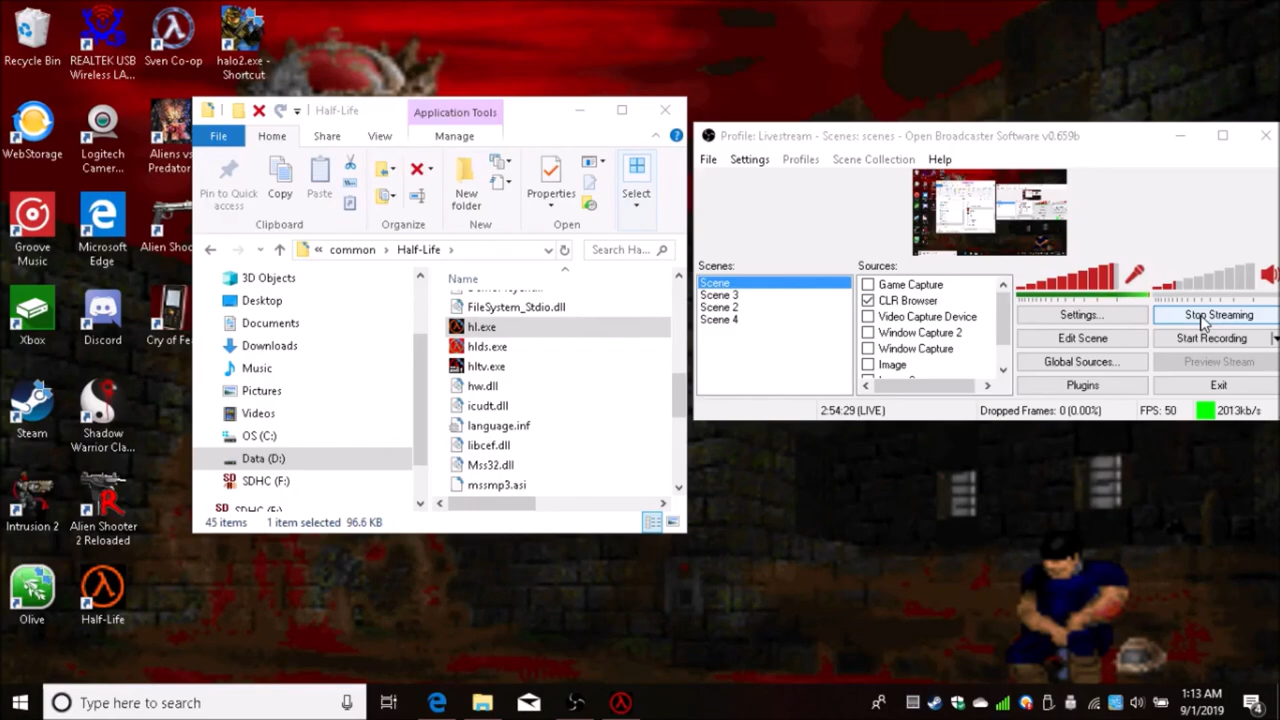 Recycle Bin
REALTEK USB
Wireless LA...
Sven Co-op
halo2.exe -
Shortcut
WebStorage
Logitech
Camer...
Aliens vs
Predator
Groove
Music
Microsoft
Edge
Alien Shoo
Xbox
Discord
Cry of Fea
Steam
Shadow
Warrior Cla...
Intrusion 2
Alien Shooter
2 Reloaded
Olive
Half-Life
Half-Life
Application Tools
File
Home
Share
View
Manage
Pin to Quick
access
Copy
Paste
New
folder
Properties
Select
Clipboard
Organize
New
Open
« common > Half-Life >
Search Ha...
3D Objects
Desktop
Documents
Downloads
Music
Pictures
Videos
OS (C:)
Data (D:)
SDHC (F:)
SDHC (F:)
Name
FileSystem_Stdio.dll
hl.exe
hlds.exe
hltv.exe
hw.dll
icudt.dll
language.inf
libcef.dll
Mss32.dll
mssmp3.asi
45 items 1 item selected 96.6 KB
Profile: Livestream - Scenes: scenes - Open Broadcaster Software v0.659b
File Settings Profiles Scene Collection Help
Scenes:
Scene
Scene 3
Scene 2
Scene 4
Sources:
Game Capture
CLR Browser
Video Capture Device
Window Capture 2
Window Capture
Image
Settings...
Stop Streaming
Edit Scene
Start Recording
Global Sources...
Preview Stream
Plugins
Exit
2:54:29 (LIVE)
Dropped Frames: 0 (0.00%)
FPS: 50
2013kb/s
Type here to search
1:13 AM
9/1/2019
4